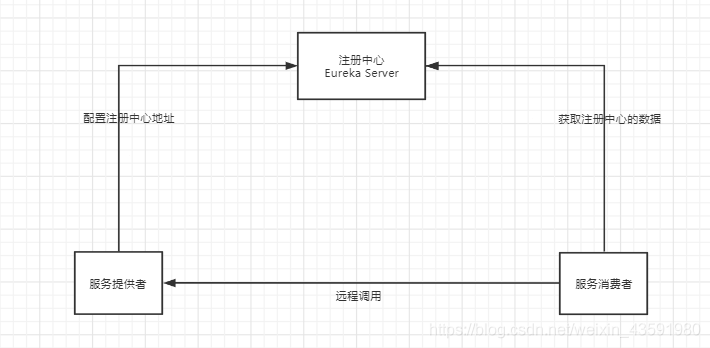 注册中心
Eureka Server
配置注册中心地址
获取注册中心的数据
服务提供者
服务消费者
远程调用
https://blog.csdn.net/weixin_43591980